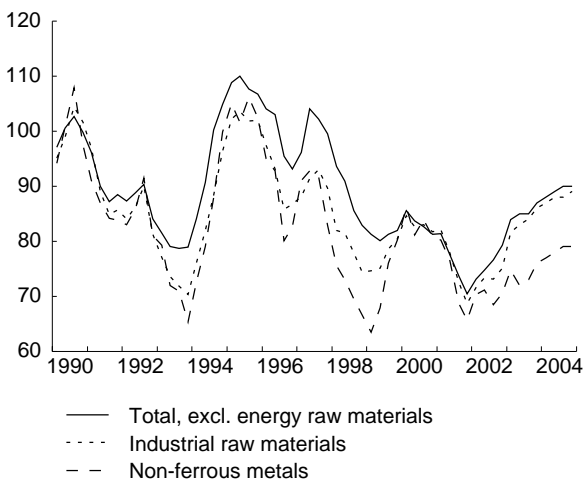 120
110
100
90
80
70
60
1990 1992 1994 1996 1998 2000 2002 2004
Total, excl. energy raw materials
Industrial raw materials
Non-ferrous metals